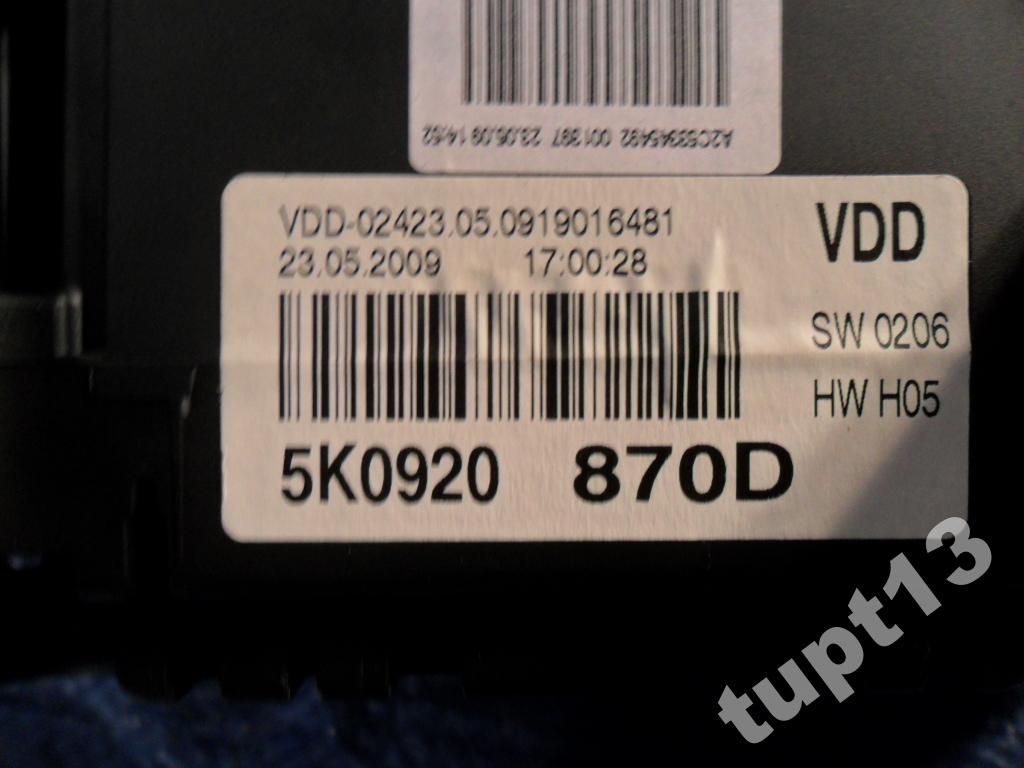 A2C53345492 001397 23.05.09 14:52
VDD-02423.05.0919016481
23.05.2009 17:00:28
VDD
SW 0206
HW H05
5K0920 870D
tupt13